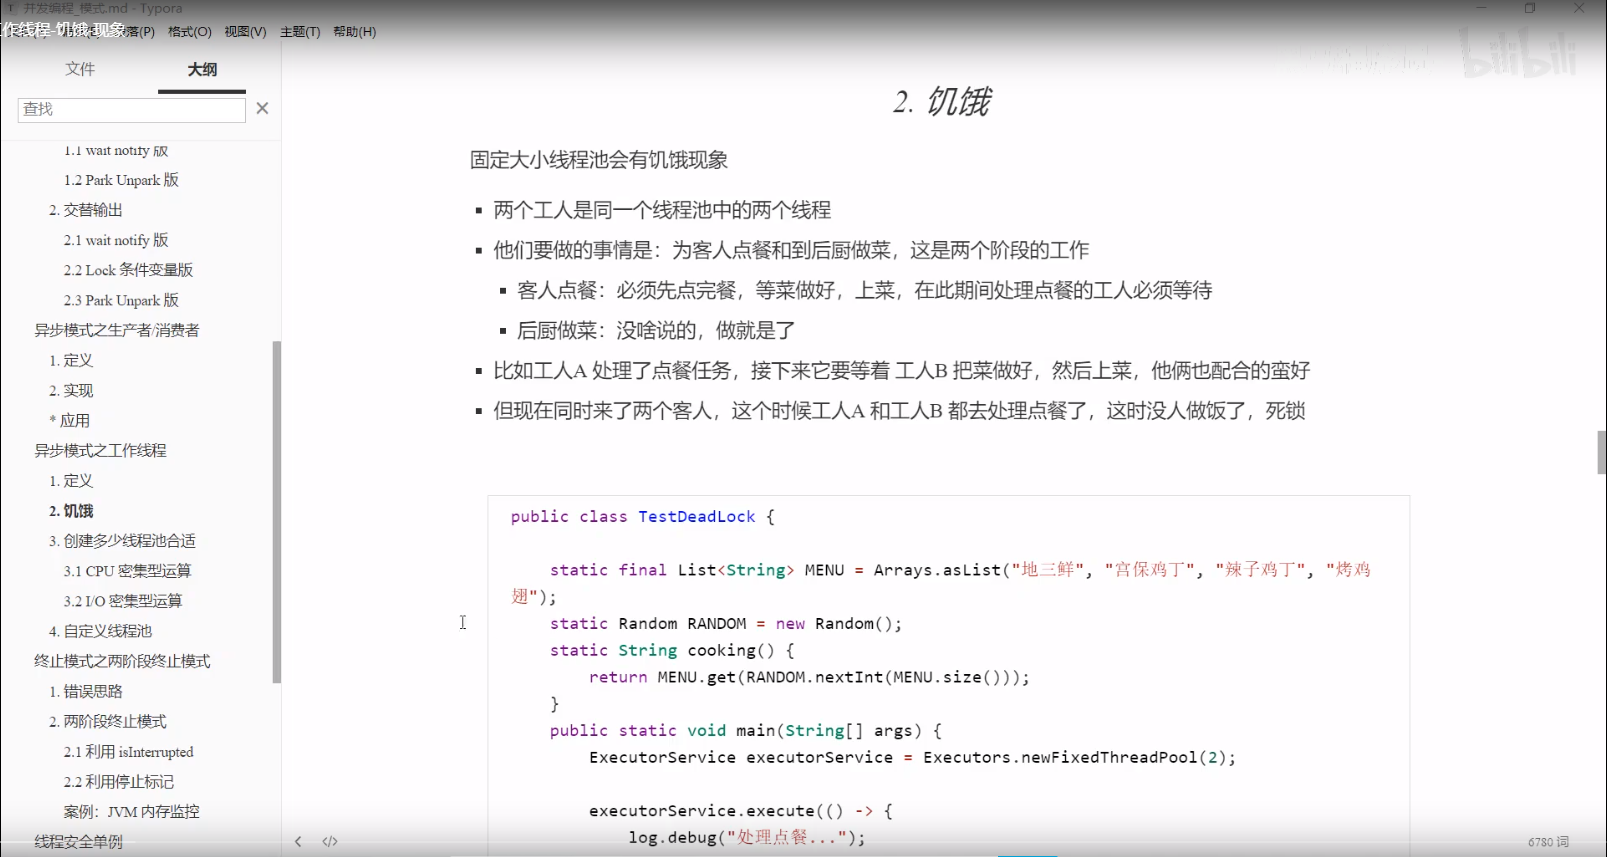 并发编程_模式.md - Typora
工作线程-饥饿-现象
段落(P) 格式(O) 视图(V) 主题(T) 帮助(H)
bilibili
文件 大纲
查找
1.1 wait notify 版
1.2 Park Unpark 版
2. 交替输出
2.1 wait notify 版
2.2 Lock 条件变量版
2.3 Park Unpark 版
异步模式之生产者/消费者
1. 定义
2. 实现
* 应用
异步模式之工作线程
1. 定义
2. 饥饿
3. 创建多少线程池合适
3.1 CPU 密集型运算
3.2 I/O 密集型运算
4. 自定义线程池
终止模式之两阶段终止模式
1. 错误思路
2. 两阶段终止模式
2.1 利用 isInterrupted
2.2 利用停止标记
案例：JVM 内存监控
线程安全单例
2. 饥饿
固定大小线程池会有饥饿现象
▪ 两个工人是同一个线程池中的两个线程
▪ 他们要做的事情是：为客人点餐和到后厨做菜，这是两个阶段的工作
▪ 客人点餐：必须先点完餐，等菜做好，上菜，在此期间处理点餐的工人必须等待
▪ 后厨做菜：没啥说的，做就是了
▪ 比如工人A 处理了点餐任务，接下来它要等着 工人B 把菜做好，然后上菜，他俩也配合的蛮好
▪ 但现在同时来了两个客人，这个时候工人A 和工人B 都去处理点餐了，这时没人做饭了，死锁
public class TestDeadLock {
static final List<String> MENU = Arrays.asList("地三鲜", "宫保鸡丁", "辣子鸡丁", "烤鸡
翅");
static Random RANDOM = new Random();
static String cooking() {
return MENU.get(RANDOM.nextInt(MENU.size()));
}
public static void main(String[] args) {
ExecutorService executorService = Executors.newFixedThreadPool(2);
executorService.execute(() -> {
log.debug("处理点餐...");
6780 词